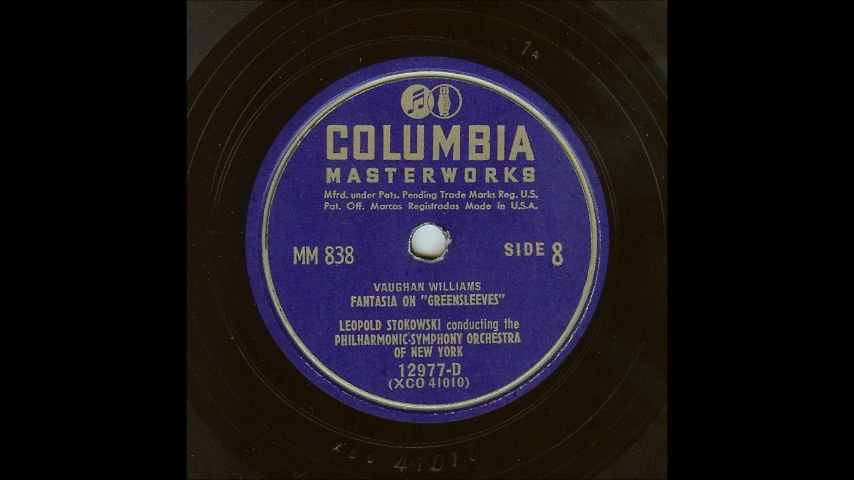 COLUMBIA
MASTERWORKS
Mfrd. under Pats. Pending Trade Marks Reg. U.S.
Pat. Off. Marcas Registradas Made in U.S.A.
MM 838
SIDE 8
VAUGHAN WILLIAMS
FANTASIA ON "GREENSLEEVES"
LEOPOLD STOKOWSKI conducting the
PHILHARMONIC-SYMPHONY ORCHESTRA
OF NEW YORK
12977-D
(XCO 41010)